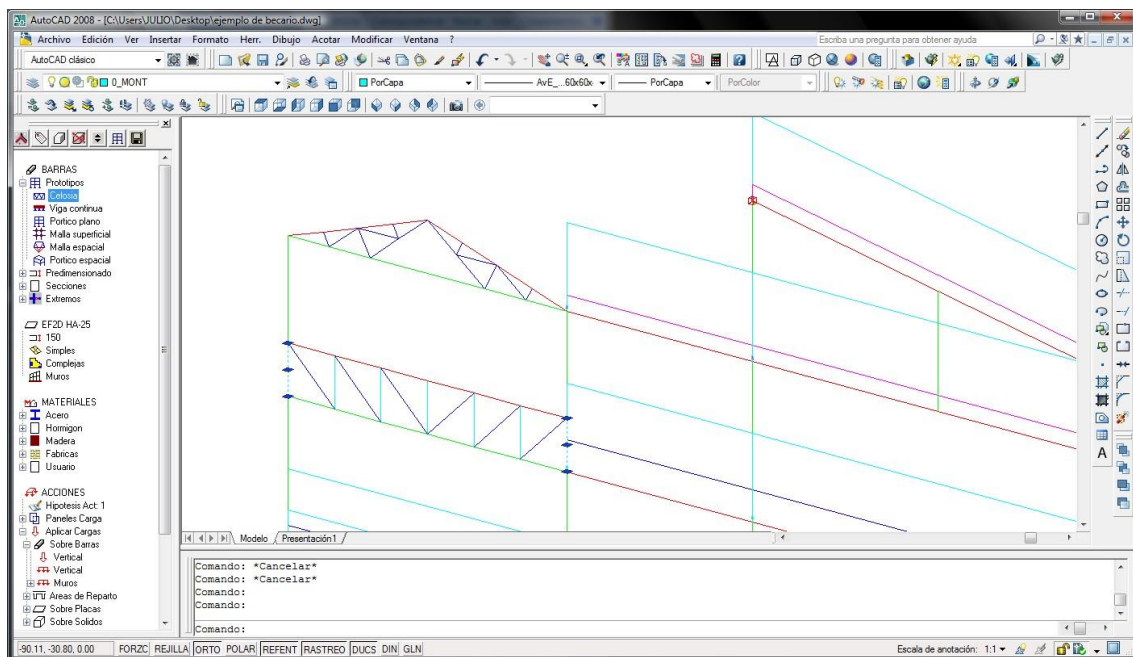 AutoCAD 2008 - [C:\Users\JULIO\Desktop\ejemplo de becario.dwg]
Archivo Edición Ver Insertar Formato Herr. Dibujo Acotar Modificar Ventana ?
Escriba una pregunta para obtener ayuda
AutoCAD clásico
0_MONT
PorCapa
AvE_...60x60x
PorCapa
PorColor
BARRAS
Prototipos
Celosia
Viga continua
Portico plano
Malla superficial
Malla espacial
Portico espacial
Predimensionado
Secciones
Extremos
EF2D HA-25
150
Simples
Complejas
Muros
MATERIALES
Acero
Hormigon
Madera
Fabricas
Usuario
ACCIONES
Hipotesis Act: 1
Paneles Carga
Aplicar Cargas
Sobre Barras
Vertical
Vertical
Muros
Areas de Reparto
Sobre Placas
Sobre Solidos
Modelo Presentación1
Comando: *Cancelar*
Comando: *Cancelar*
Comando:
Comando:
Comando:
-90.11, -30.80, 0.00 FORZC REJILLA ORTO POLAR REFENT RASTREO DUCS DIN GLN
Escala de anotación: 1:1